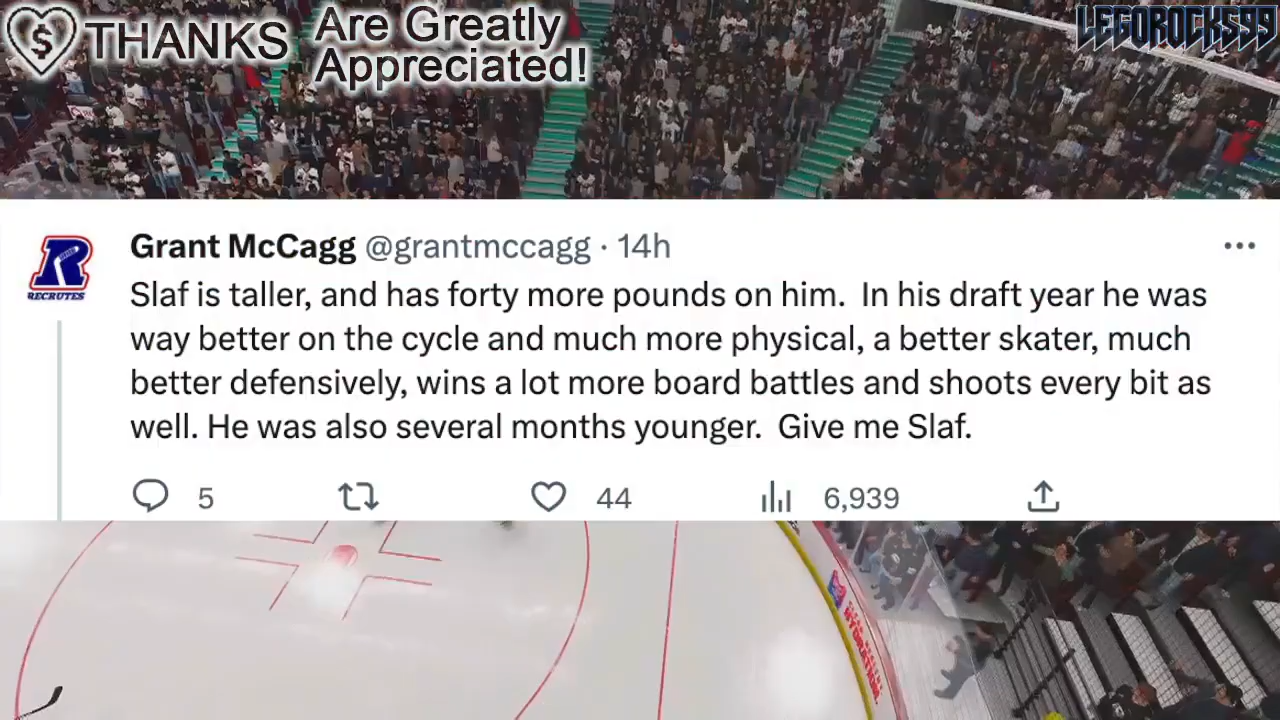 $ THANKS Are Greatly
Appreciated!
LEGOROCKS99
Grant McCagg @grantmccagg · 14h
RECRUTES
Slaf is taller, and has forty more pounds on him.  In his draft year he was
way better on the cycle and much more physical, a better skater, much
better defensively, wins a lot more board battles and shoots every bit as
well. He was also several months younger.  Give me Slaf.
5 44 6,939